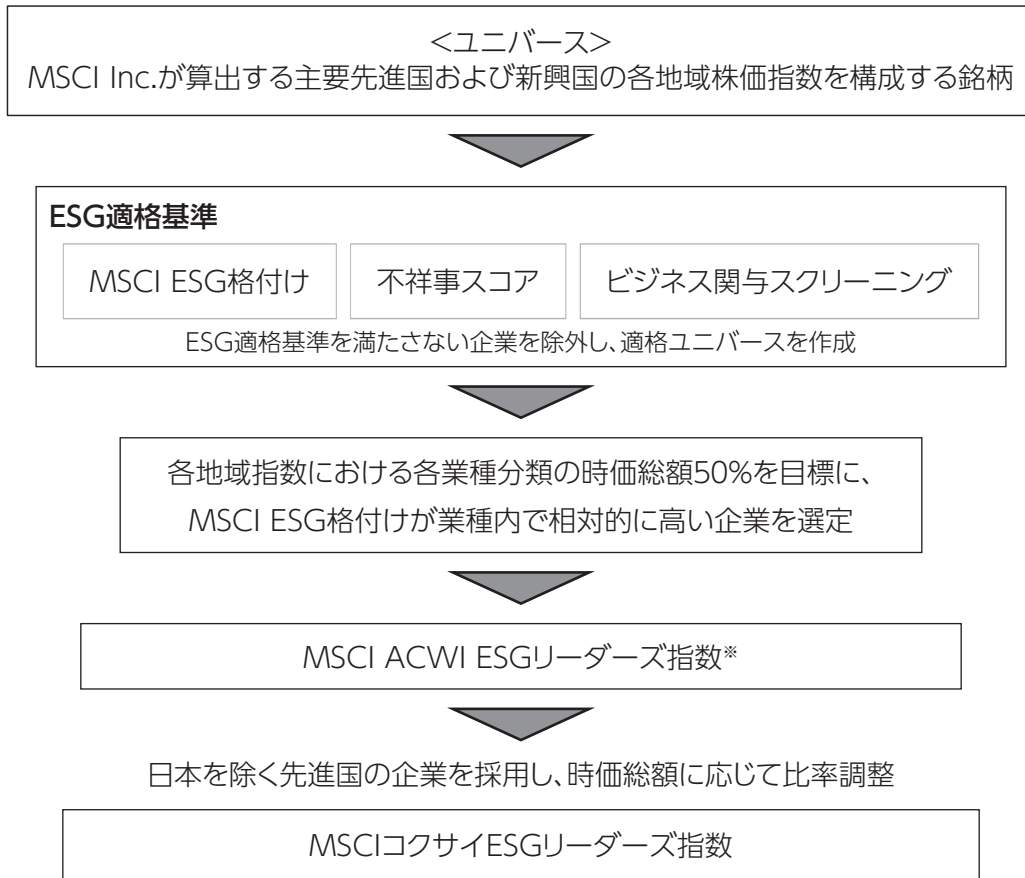 <ユニバース>
MSCI Inc.が算出する主要先進国および新興国の各地域株価指数を構成する銘柄
ESG適格基準
MSCI ESG格付け
不祥事スコア
ビジネス関与スクリーニング
ESG適格基準を満たさない企業を除外し、適格ユニバースを作成
各地域指数における各業種分類の時価総額50%を目標に、
MSCI ESG格付けが業種内で相対的に高い企業を選定
MSCI ACWI ESGリーダーズ指数※
日本を除く先進国の企業を採用し、時価総額に応じて比率調整
MSCIコクサイESGリーダーズ指数